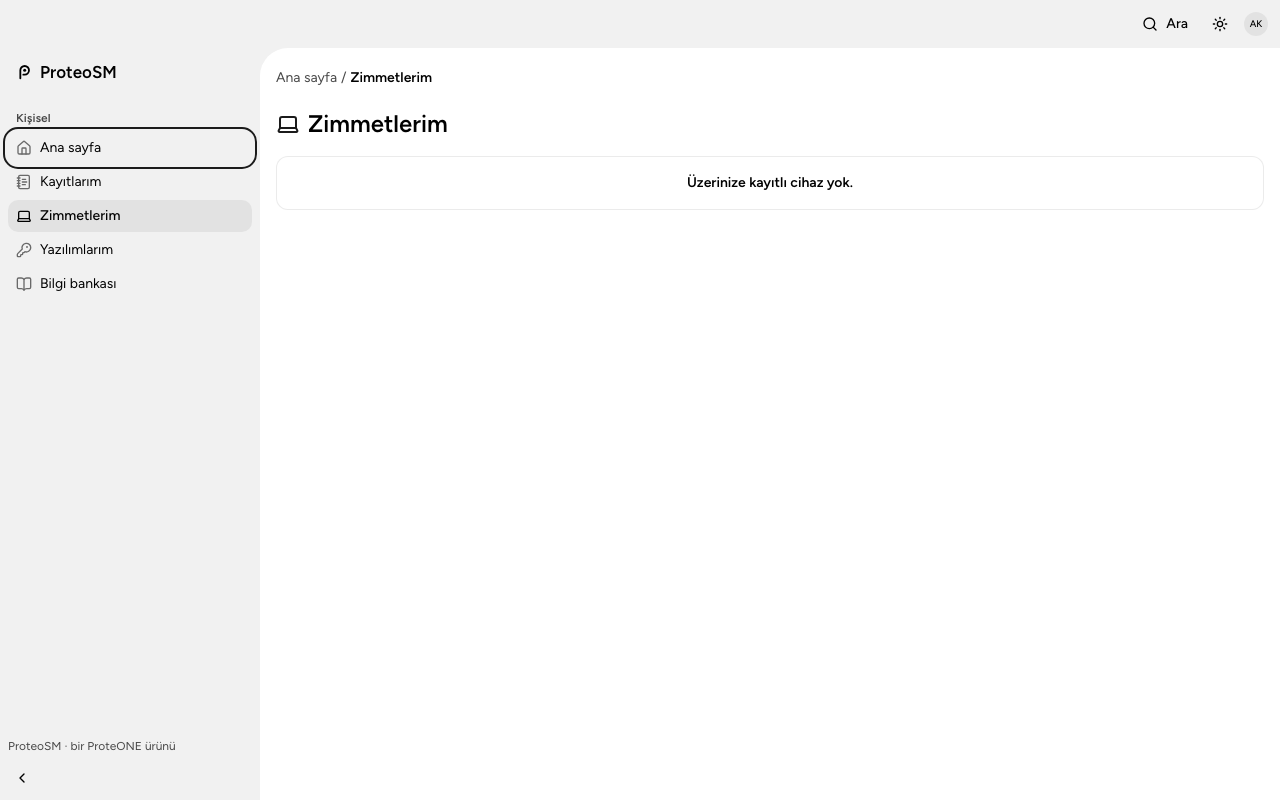 Ara
AK
ProteoSM
Kişisel
Ana sayfa
Kayıtlarım
Zimmetlerim
Yazılımlarım
Bilgi bankası
ProteoSM · bir ProteONE ürünü
Ana sayfa / Zimmetlerim
Zimmetlerim
Üzerinize kayıtlı cihaz yok.